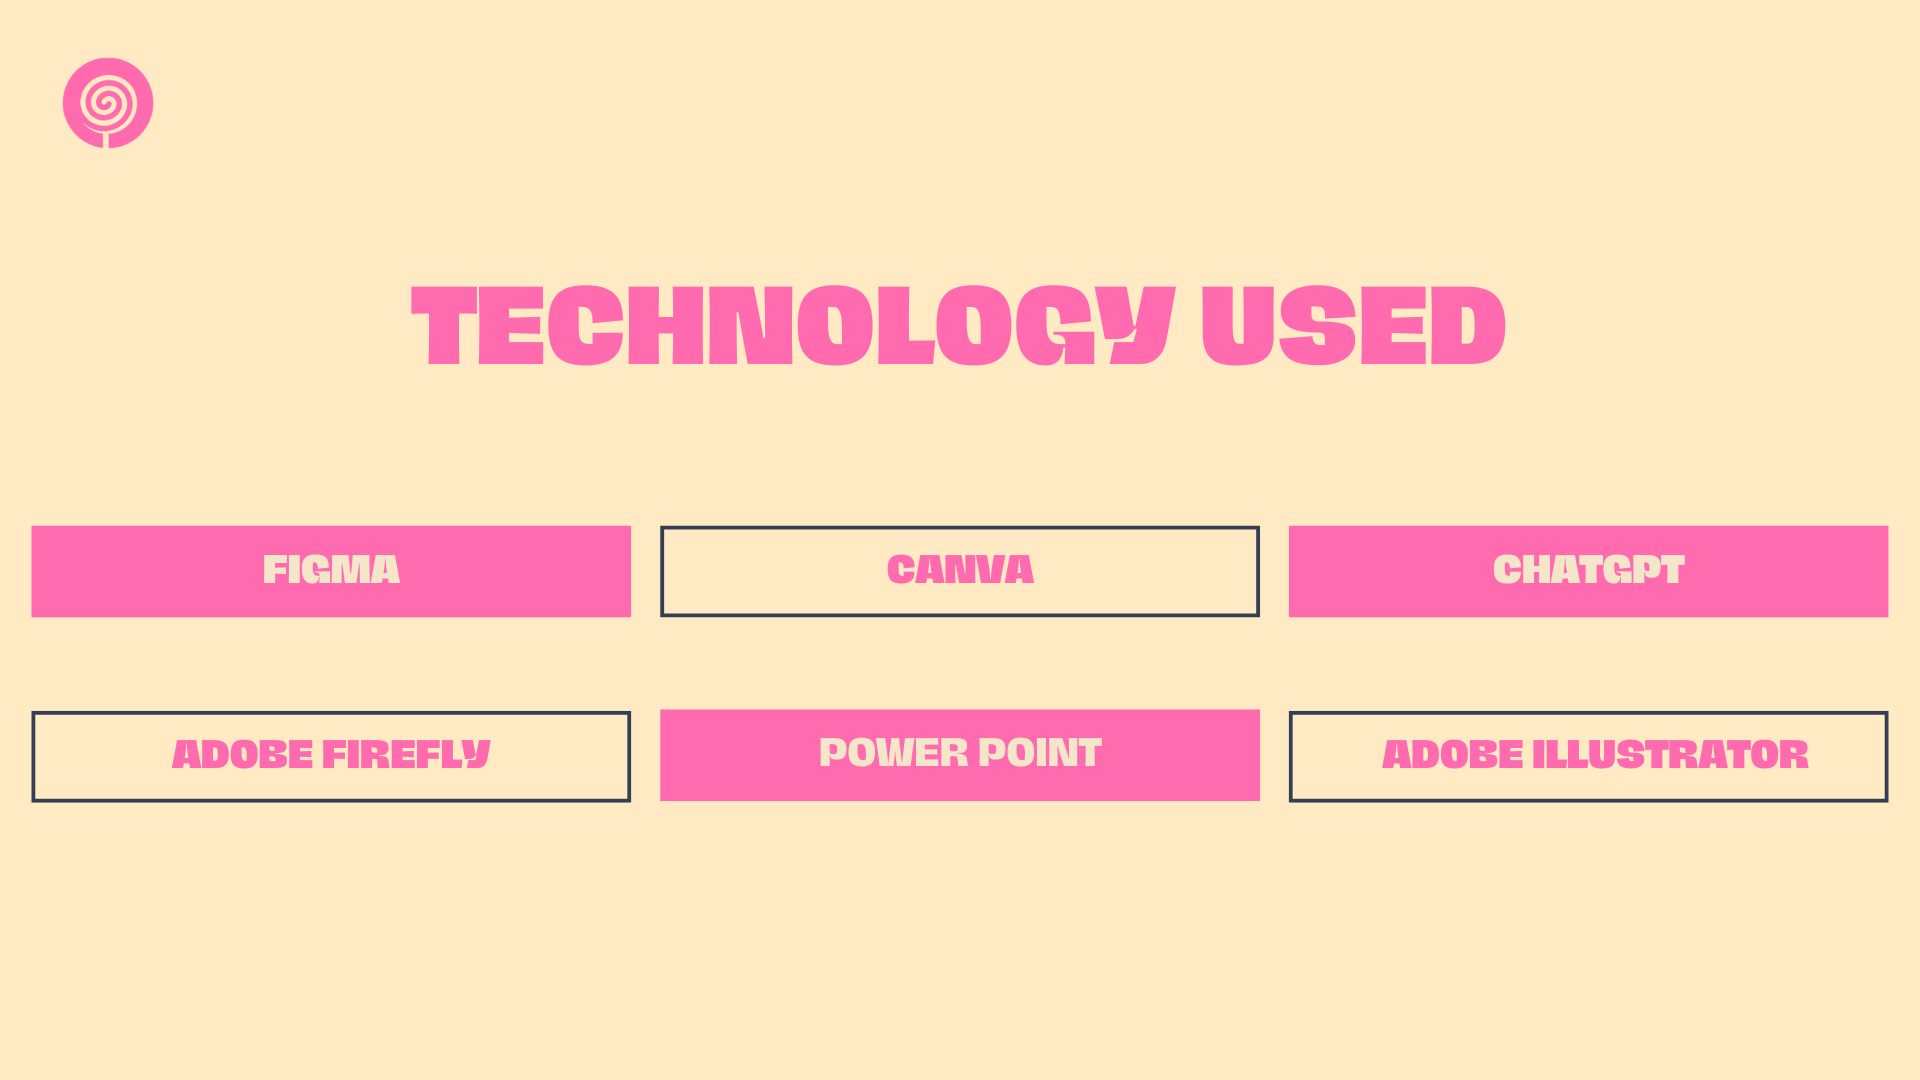 TECHNOLOGY USED
FIGMA
CANVA
CHATGPT
ADOBE FIREFLY
POWER POINT
ADOBE ILLUSTRATOR